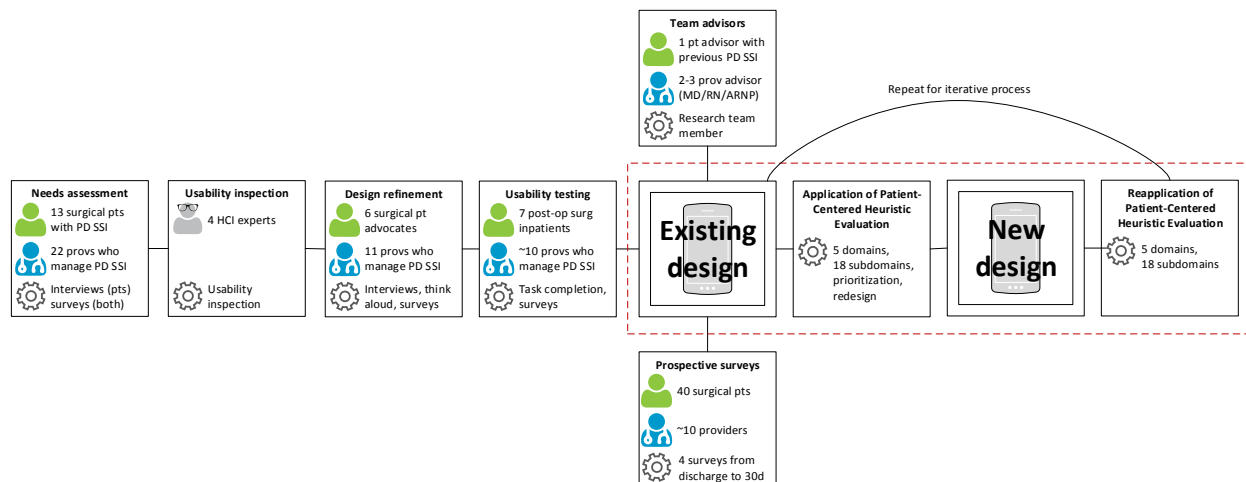 Team advisors
1 pt advisor with
previous PD SSI
2-3 prov advisor
(MD/RN/ARNP)
Research team
member
Repeat for iterative process
Needs assessment
13 surgical pts
with PD SSI
22 provs who
manage PD SSI
Interviews (pts)
surveys (both)
Usability inspection
4 HCI experts
Usability
inspection
Design refinement
6 surgical pt
advocates
11 provs who
manage PD SSI
Interviews, think
aloud, surveys
Usability testing
7 post-op surg
inpatients
~10 provs who
manage PD SSI
Task completion,
surveys
Existing
design
Application of Patient-
Centered Heuristic
Evaluation
5 domains,
18 subdomains,
prioritization,
redesign
New
design
Reapplication of
Patient-Centered
Heuristic Evaluation
5 domains,
18 subdomains
Prospective surveys
40 surgical pts
~10 providers
4 surveys from
discharge to 30d